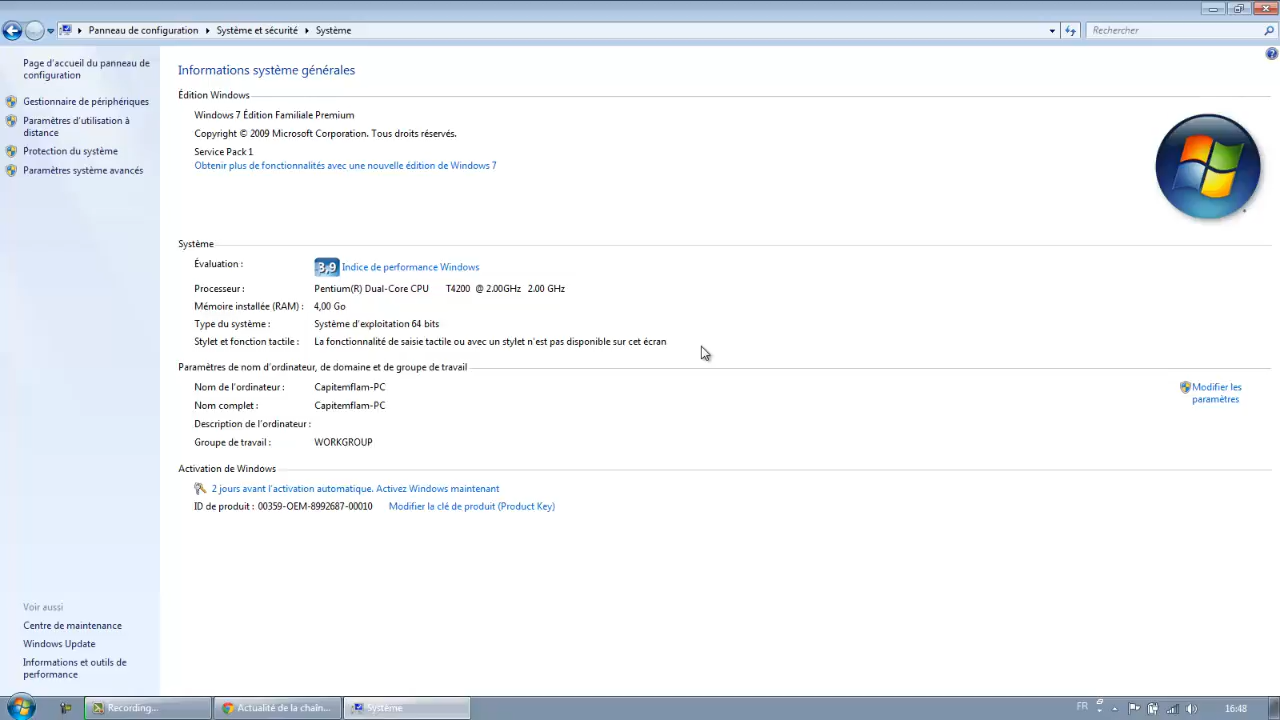 Panneau de configuration
Système et sécurité
Système
Rechercher
Page d'accueil du panneau de
configuration
Gestionnaire de périphériques
Paramètres d'utilisation à
distance
Protection du système
Paramètres système avancés
Informations système générales
Édition Windows
Windows 7 Édition Familiale Premium
Copyright © 2009 Microsoft Corporation. Tous droits réservés.
Service Pack 1
Obtenir plus de fonctionnalités avec une nouvelle édition de Windows 7
Système
Évaluation :
3,9 Indice de performance Windows
Processeur : Pentium(R) Dual-Core CPU T4200 @ 2.00GHz 2.00 GHz
Mémoire installée (RAM) : 4,00 Go
Type du système : Système d'exploitation 64 bits
Stylet et fonction tactile : La fonctionnalité de saisie tactile ou avec un stylet n'est pas disponible sur cet écran
Paramètres de nom d'ordinateur, de domaine et de groupe de travail
Nom de l'ordinateur : Capitemflam-PC
Modifier les
paramètres
Nom complet : Capitemflam-PC
Description de l'ordinateur :
Groupe de travail : WORKGROUP
Activation de Windows
2 jours avant l'activation automatique. Activez Windows maintenant
ID de produit : 00359-OEM-8992687-00010 Modifier la clé de produit (Product Key)
Voir aussi
Centre de maintenance
Windows Update
Informations et outils de
performance
Recording...
Actualité de la chaîn...
Système
FR
16:48